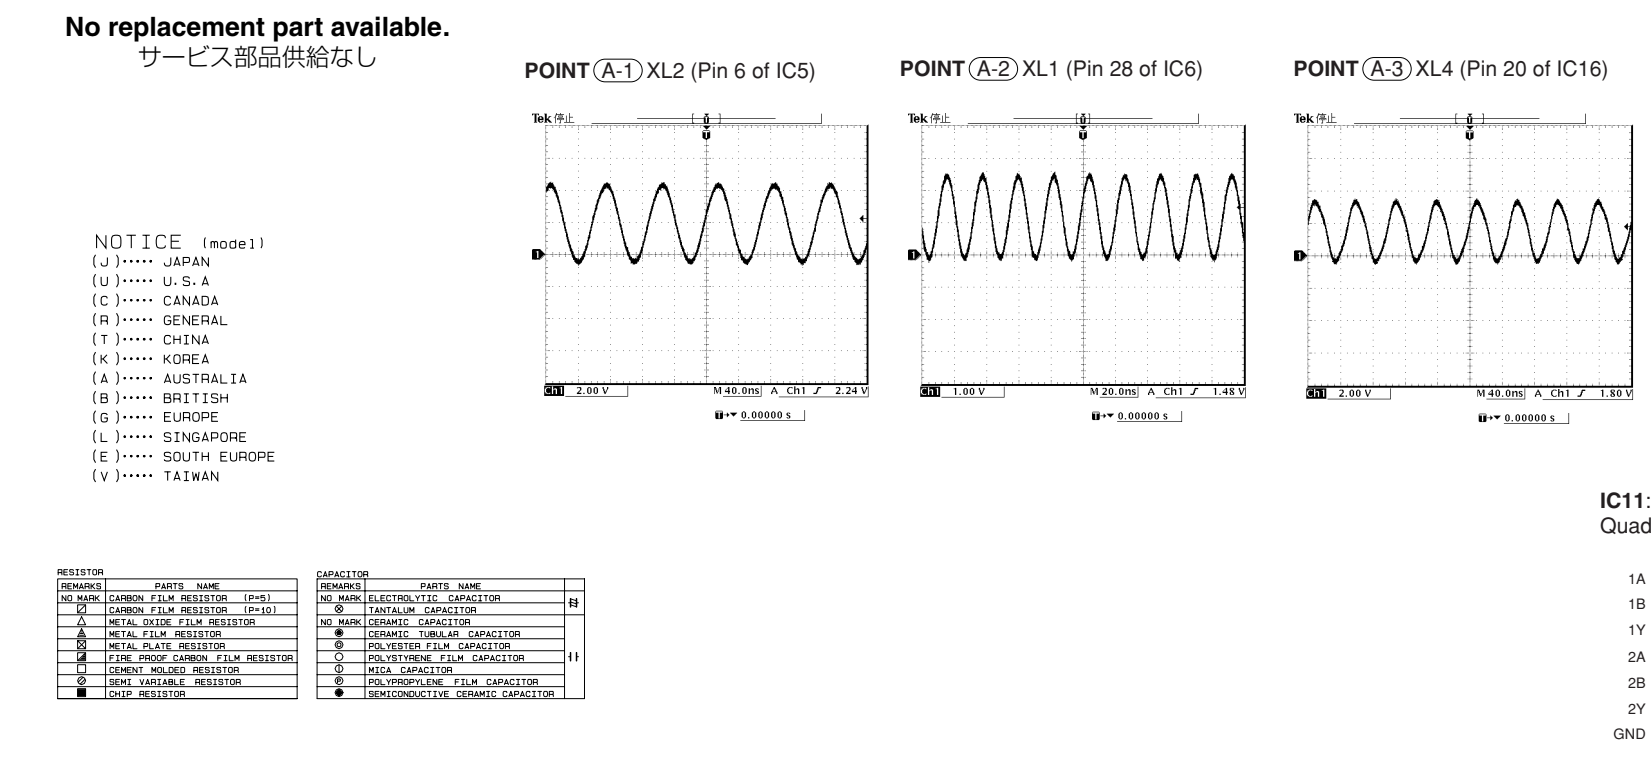 No replacement part available.
サービス部品供給なし
POINT A-1 XL2 (Pin 6 of IC5)
Tek 停止
Ch1 2.00 V M 40.0ns A Ch1 2.24 V
0.00000 s
POINT A-2 XL1 (Pin 28 of IC6)
Tek 停止
Ch1 1.00 V M 20.0ns A Ch1 1.48 V
0.00000 s
POINT A-3 XL4 (Pin 20 of IC16)
Tek 停止
Ch1 2.00 V M 40.0ns A Ch1 1.80 V
0.00000 s
NOTICE (model)
(J)····· JAPAN
(U)····· U.S.A
(C)····· CANADA
(R)····· GENERAL
(T)····· CHINA
(K)····· KOREA
(A)····· AUSTRALIA
(B)····· BRITISH
(G)····· EUROPE
(L)····· SINGAPORE
(E)····· SOUTH EUROPE
(V)····· TAIWAN
RESISTOR
REMARKS PARTS NAME
NO MARK CARBON FILM RESISTOR (P=5)
CARBON FILM RESISTOR (P=10)
METAL OXIDE FILM RESISTOR
METAL FILM RESISTOR
METAL PLATE RESISTOR
FIRE PROOF CARBON FILM RESISTOR
CEMENT MOLDED RESISTOR
SEMI VARIABLE RESISTOR
CHIP RESISTOR
CAPACITOR
REMARKS PARTS NAME
NO MARK ELECTROLYTIC CAPACITOR
TANTALUM CAPACITOR
NO MARK CERAMIC CAPACITOR
CERAMIC TUBULAR CAPACITOR
POLYESTER FILM CAPACITOR
POLYSTYRENE FILM CAPACITOR
MICA CAPACITOR
POLYPROPYLENE FILM CAPACITOR
SEMICONDUCTIVE CERAMIC CAPACITOR
IC11:
Quad
1A
1B
1Y
2A
2B
2Y
GND